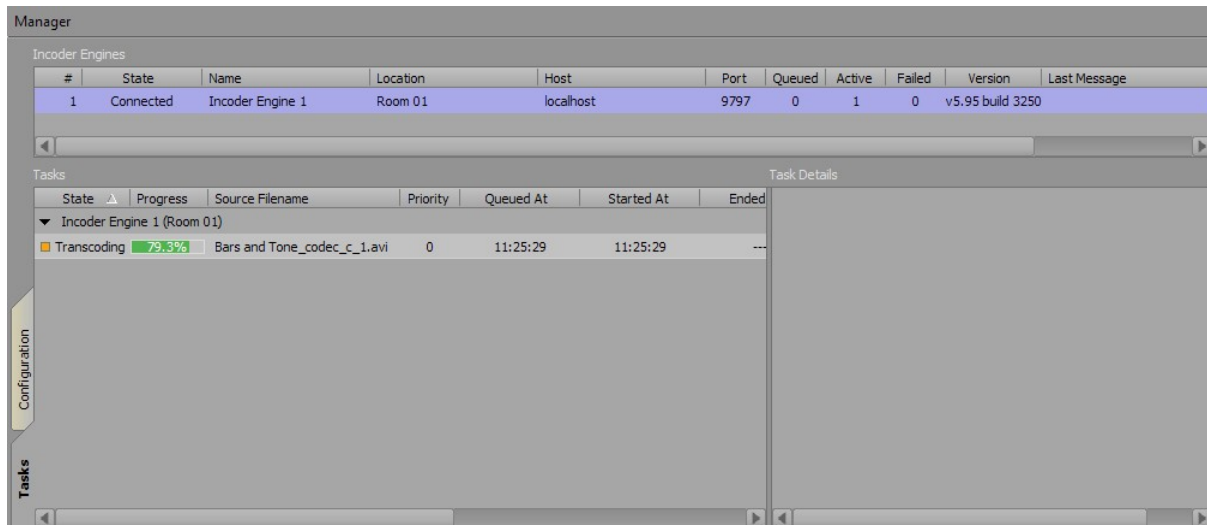 Manager
Incoder Engines
# State Name Location Host Port Queued Active Failed Version Last Message
1 Connected Incoder Engine 1 Room 01 localhost 9797 0 1 0 v5.95 build 3250
Tasks
Task Details
State Progress Source Filename Priority Queued At Started At Ended
Incoder Engine 1 (Room 01)
Transcoding 79.3% Bars and Tone_codec_c_1.avi 0 11:25:29 11:25:29 ---
Configuration
Tasks